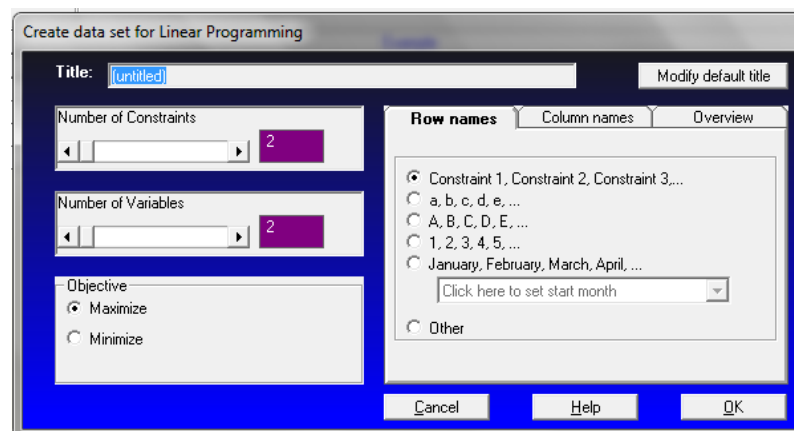 Create data set for Linear Programming
Title: (untitled)
Modify default title
Number of Constraints
2
Number of Variables
2
Objective
Maximize
Minimize
Row names
Column names
Overview
Constraint 1, Constraint 2, Constraint 3,...
a, b, c, d, e, ...
A, B, C, D, E, ...
1, 2, 3, 4, 5, ...
January, February, March, April, ...
Click here to set start month
Other
Cancel
Help
OK